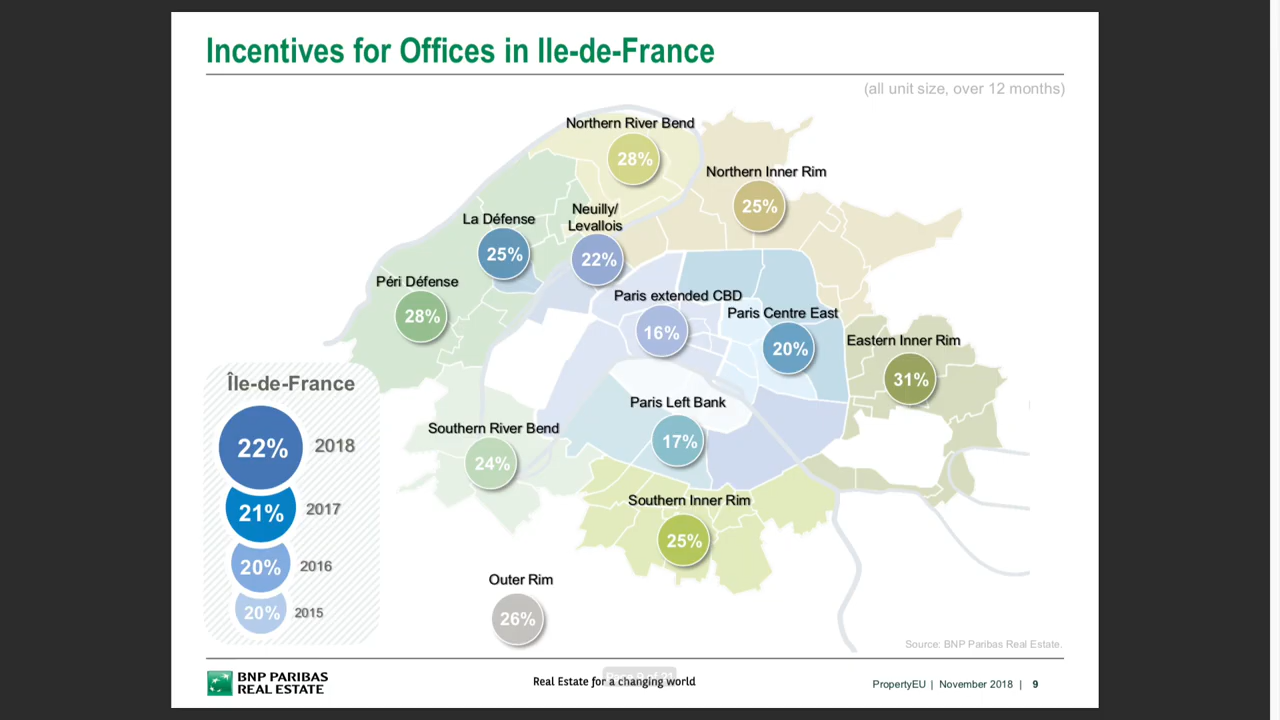 Incentives for Offices in Ile-de-France
(all unit size, over 12 months)
Northern River Bend
28%
Northern Inner Rim
25%
Neuilly/
Levallois
22%
La Défense
25%
Péri Défense
28%
Paris extended CBD
16%
Paris Centre East
20%
Eastern Inner Rim
31%
Île-de-France
22% 2018
21% 2017
20% 2016
20% 2015
Paris Left Bank
17%
Southern River Bend
24%
Southern Inner Rim
25%
Outer Rim
26%
Source: BNP Paribas Real Estate.
BNP PARIBAS
REAL ESTATE
Real Estate for a changing world
PropertyEU | November 2018 | 9